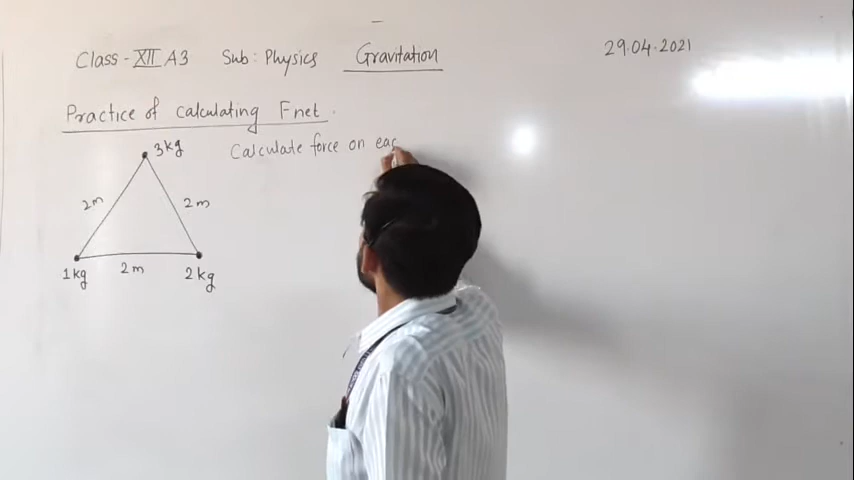 Class - XII A3 Sub: Physics Gravitation 29.04.2021
Practice of calculating Fnet.
Calculate force on eac
3kg
2m 2m
1kg 2m 2kg